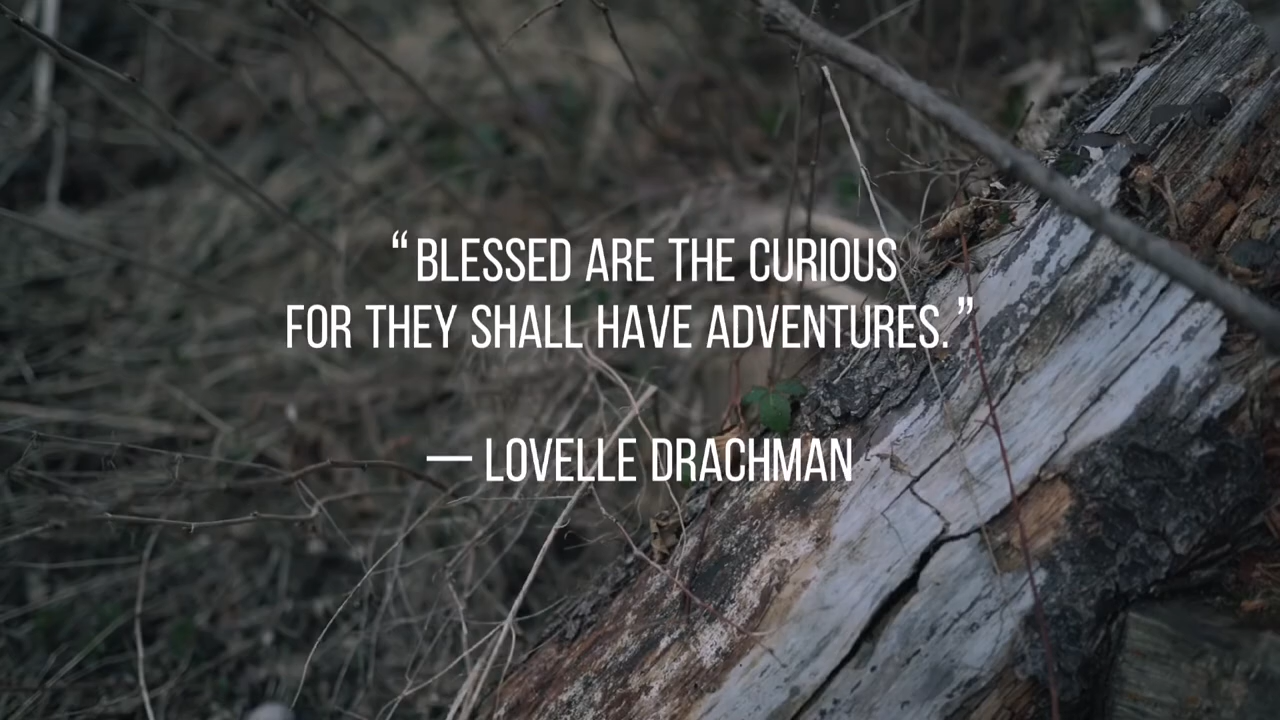 “BLESSED ARE THE CURIOUS
FOR THEY SHALL HAVE ADVENTURES.”
— LOVELLE DRACHMAN